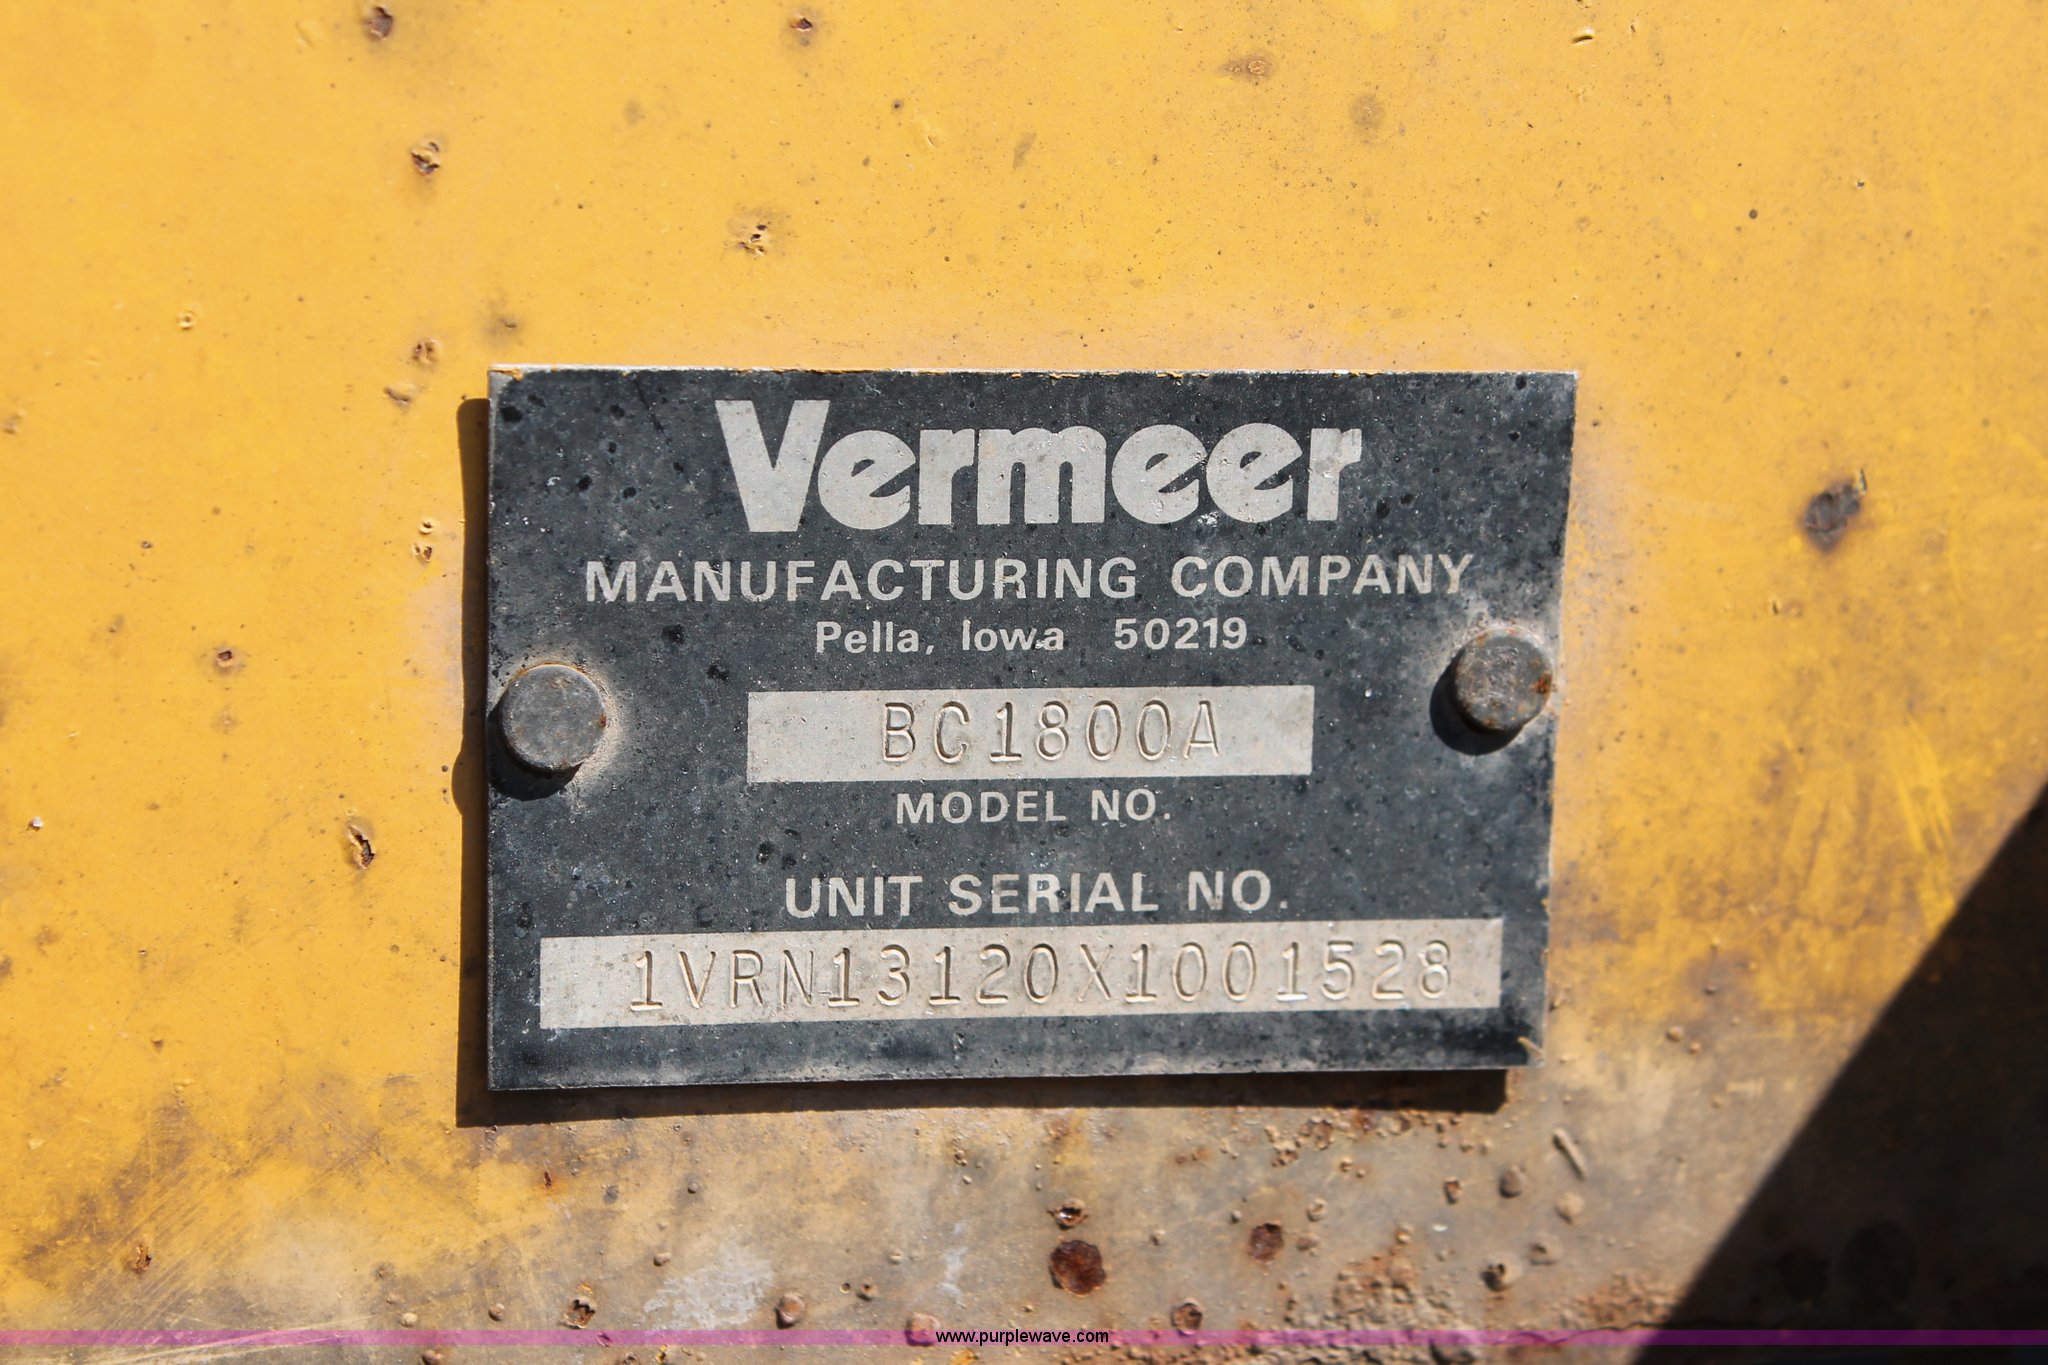 Vermeer
MANUFACTURING COMPANY
Pella, Iowa 50219
BC1800A
MODEL NO.
UNIT SERIAL NO.
1VRN13120X1001528
www.purplewave.com